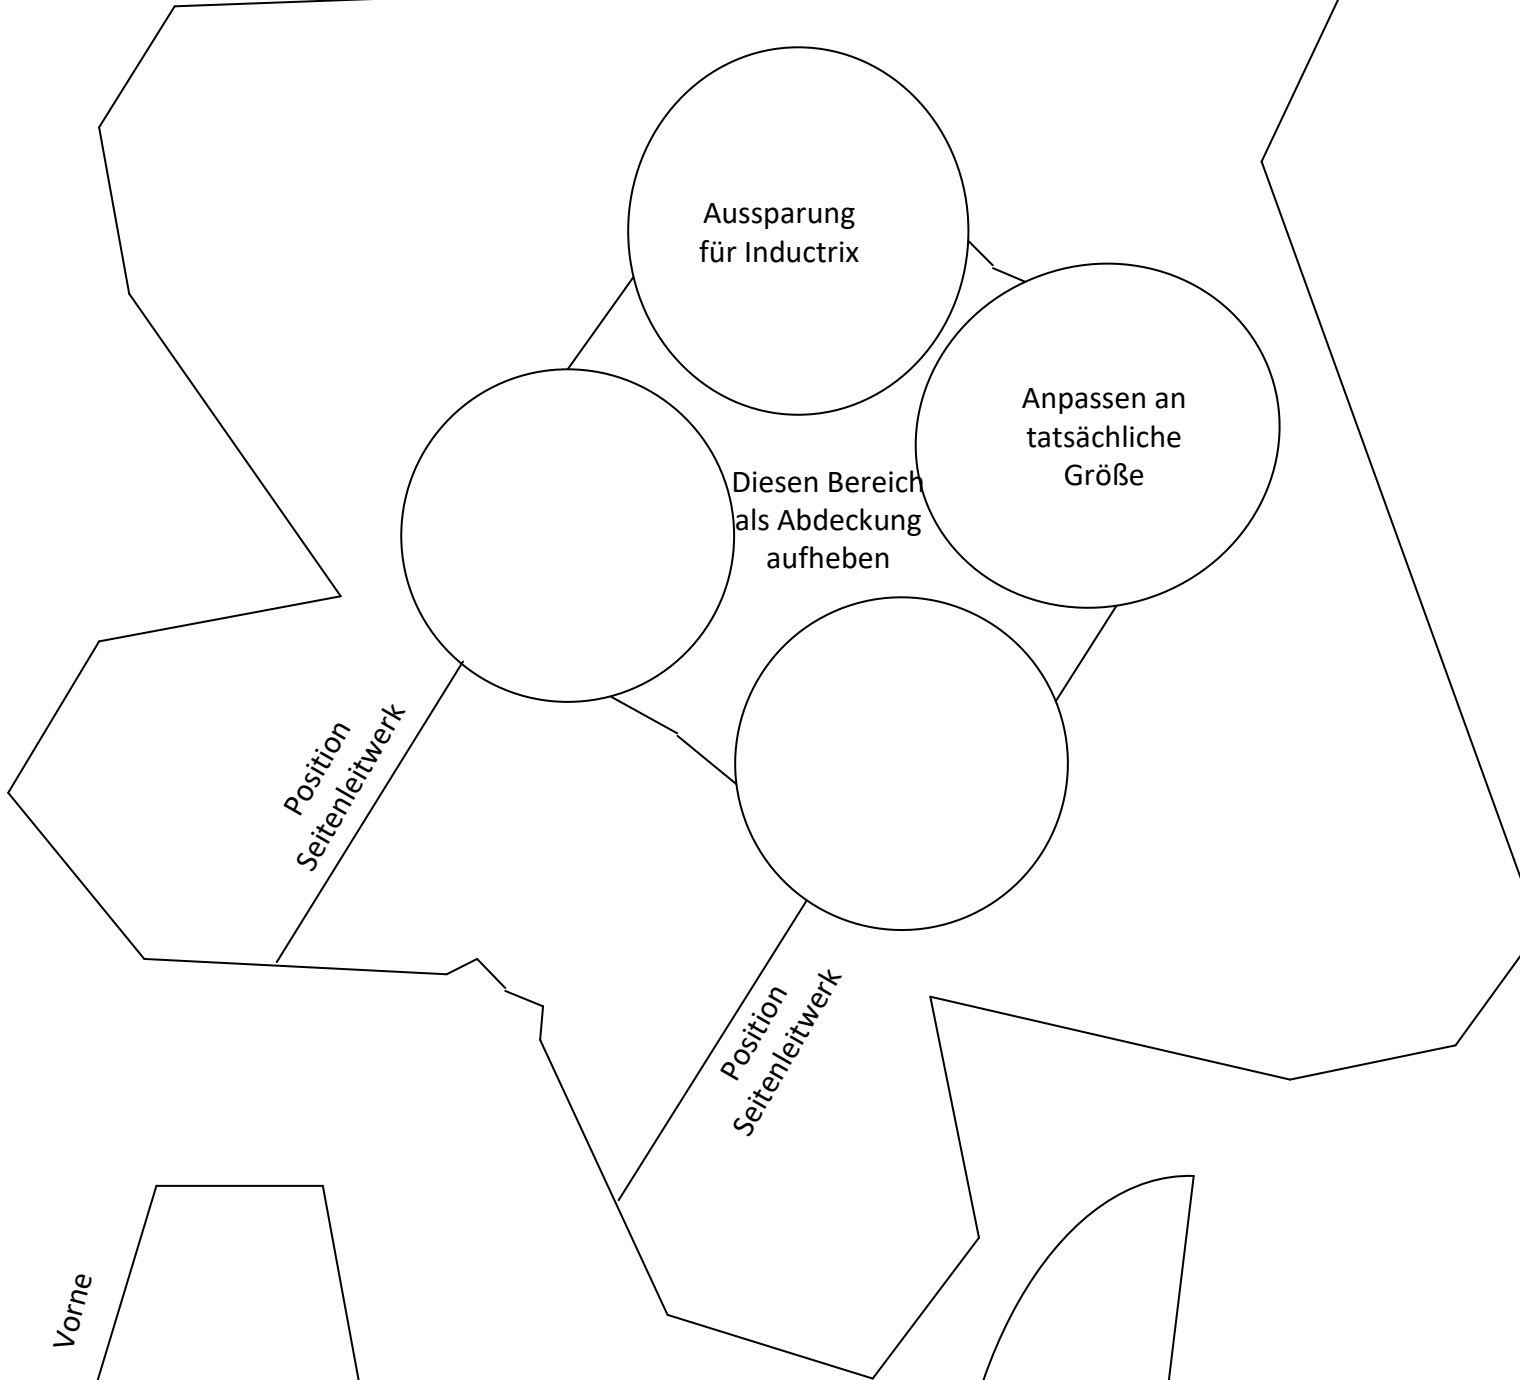 Aussparung
für Inductrix
Anpassen an
tatsächliche
Größe
Diesen Bereich
als Abdeckung
aufheben
Position
Seitenleitwerk
Position
Seitenleitwerk
Vorne